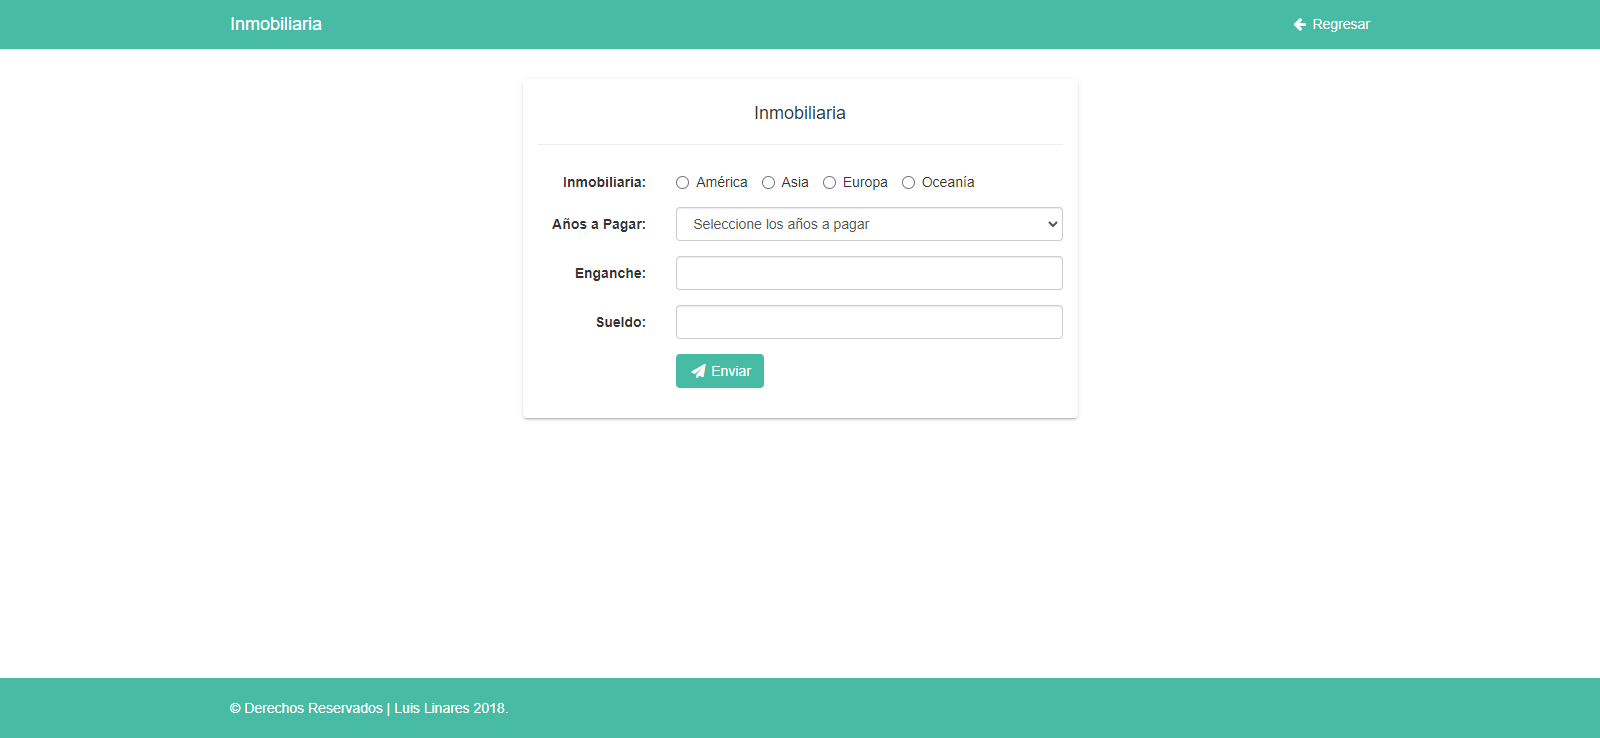 Inmobiliaria
Regresar
Inmobiliaria
Inmobiliaria: América Asia Europa Oceanía
Años a Pagar: Seleccione los años a pagar
Enganche:
Sueldo:
Enviar
© Derechos Reservados | Luis Linares 2018.